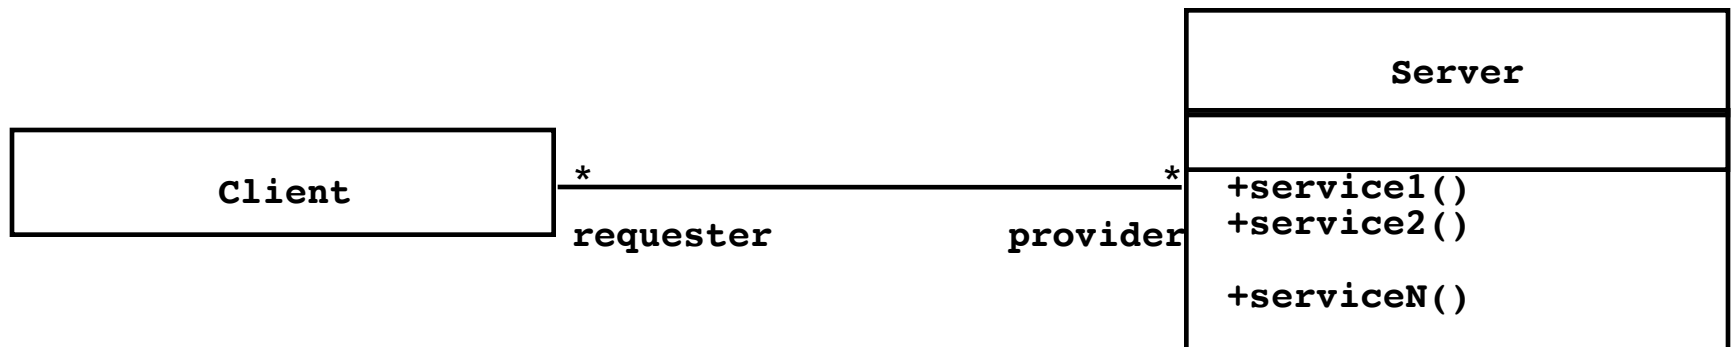 Server
Client
*
*
requester
provider
+service1()
+service2()
+serviceN()